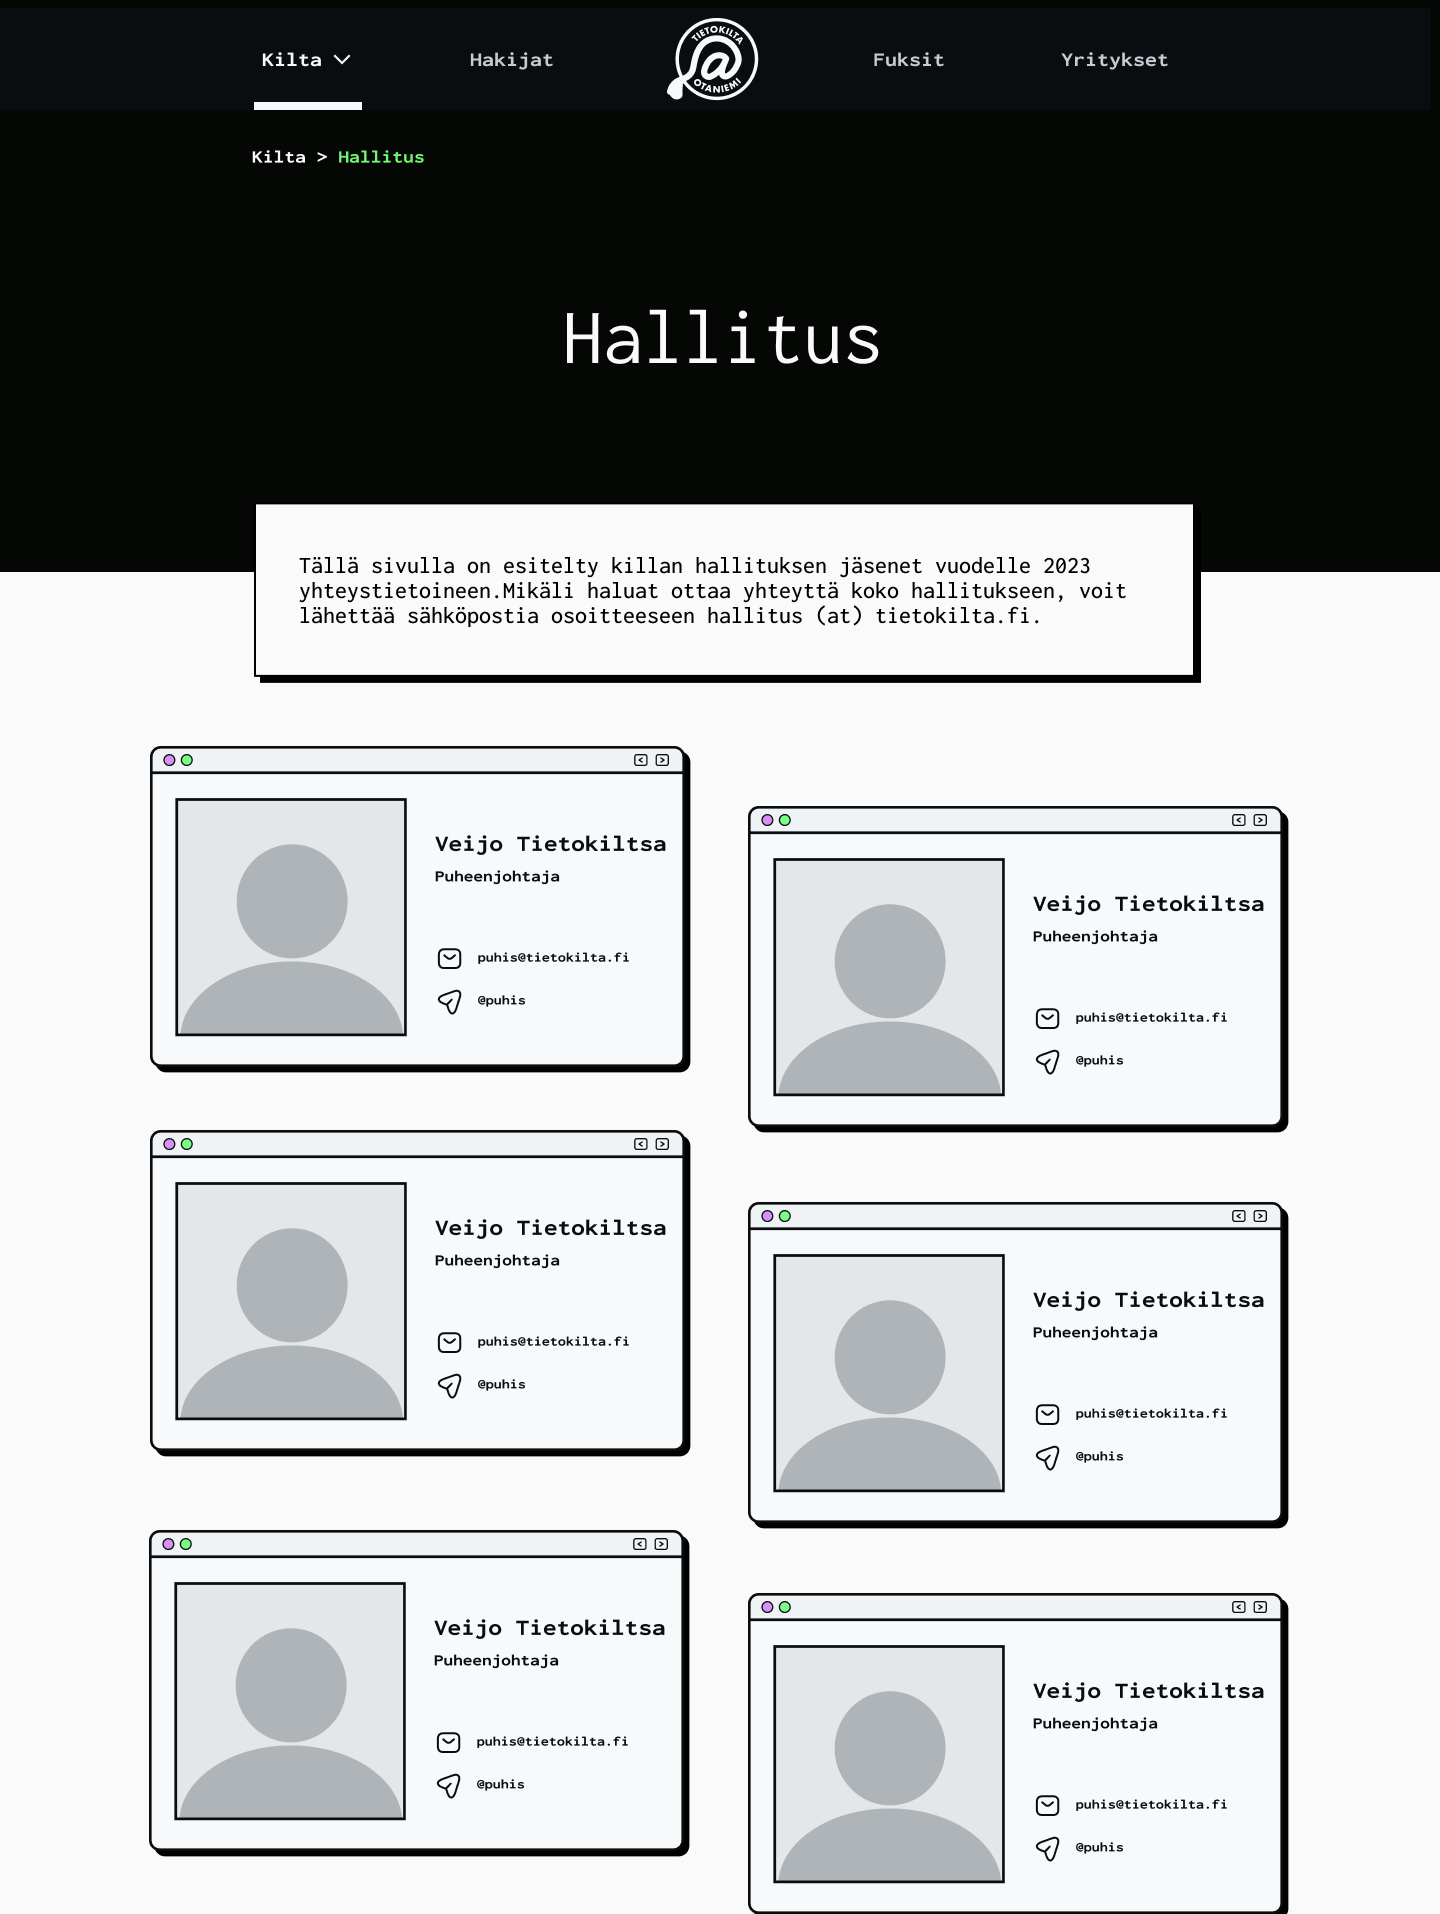 Kilta
Hakijat
TIETOKILTA
@
OTANIEMI
Fuksit
Yritykset
Kilta > Hallitus
Hallitus
Tällä sivulla on esitelty killan hallituksen jäsenet vuodelle 2023
yhteystietoineen.Mikäli haluat ottaa yhteyttä koko hallitukseen, voit
lähettää sähköpostia osoitteeseen hallitus (at) tietokilta.fi.
Veijo Tietokiltsa
Puheenjohtaja
puhis@tietokilta.fi
@puhis
Veijo Tietokiltsa
Puheenjohtaja
puhis@tietokilta.fi
@puhis
Veijo Tietokiltsa
Puheenjohtaja
puhis@tietokilta.fi
@puhis
Veijo Tietokiltsa
Puheenjohtaja
puhis@tietokilta.fi
@puhis
Veijo Tietokiltsa
Puheenjohtaja
puhis@tietokilta.fi
@puhis
Veijo Tietokiltsa
Puheenjohtaja
puhis@tietokilta.fi
@puhis